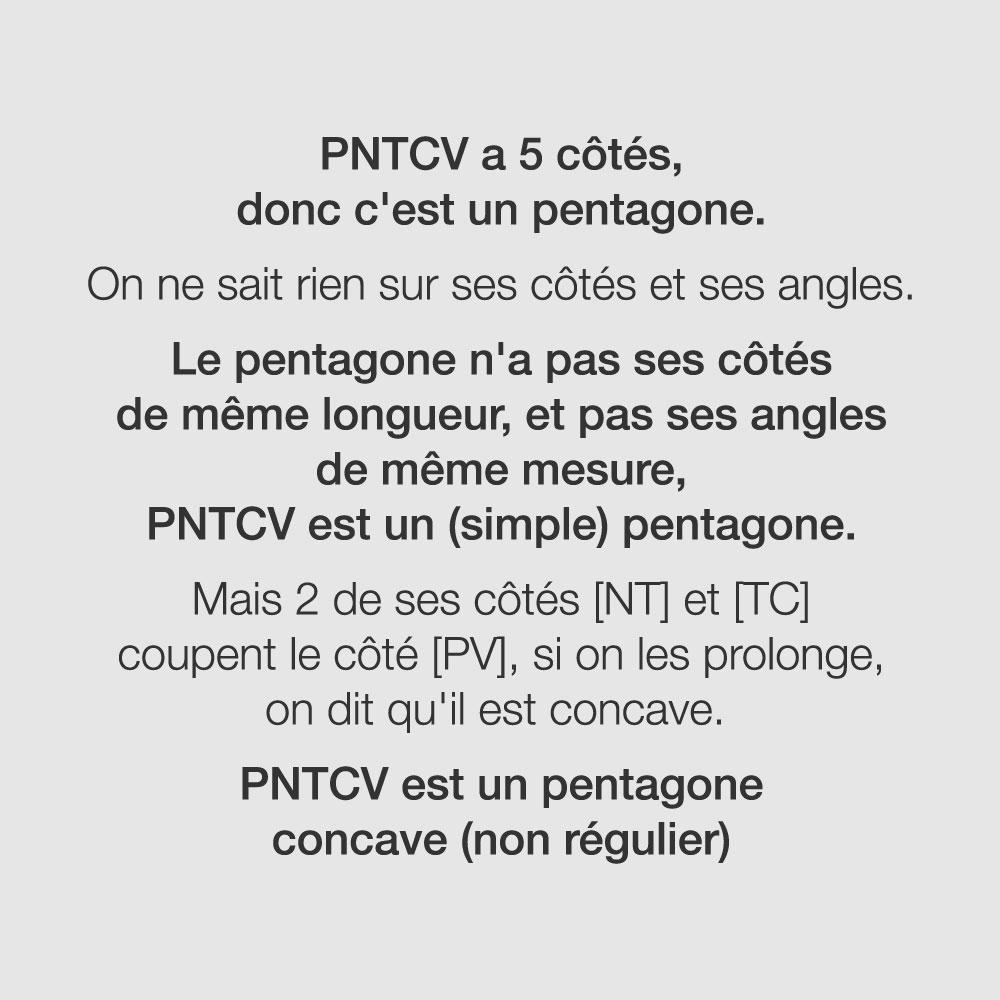 PNTCV a 5 côtés,
donc c'est un pentagone.
On ne sait rien sur ses côtés et ses angles.
Le pentagone n'a pas ses côtés
de même longueur, et pas ses angles
de même mesure,
PNTCV est un (simple) pentagone.
Mais 2 de ses côtés [NT] et [TC]
coupent le côté [PV], si on les prolonge,
on dit qu'il est concave.
PNTCV est un pentagone
concave (non régulier)